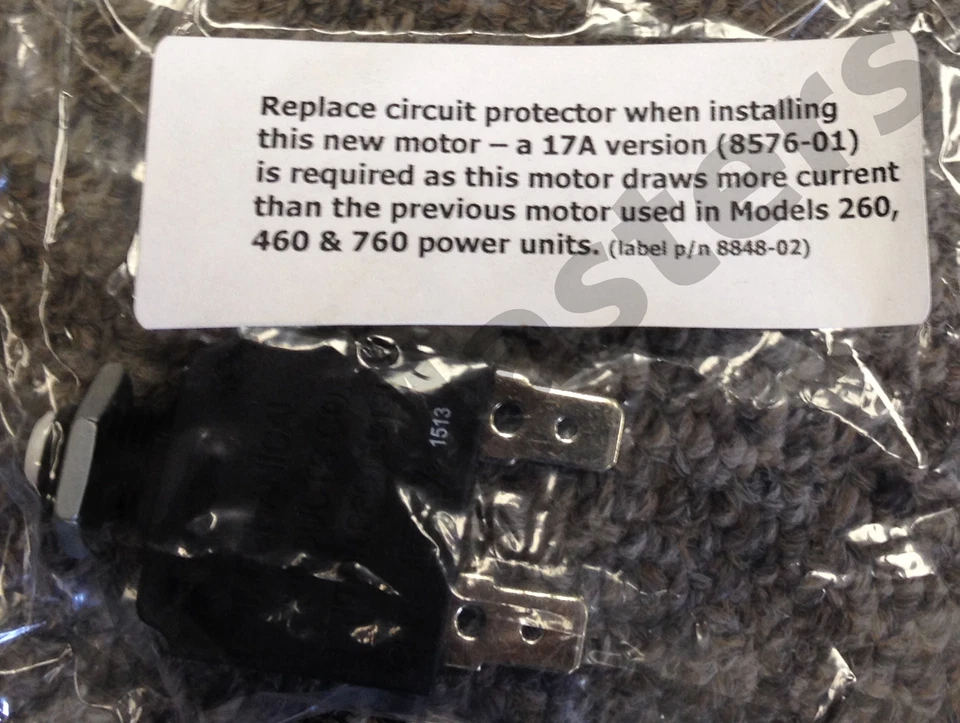 Replace circuit protector when installing
this new motor – a 17A version (8576-01)
is required as this motor draws more current
than the previous motor used in Models 260,
460 & 760 power units. (label p/n 8848-02)
1513